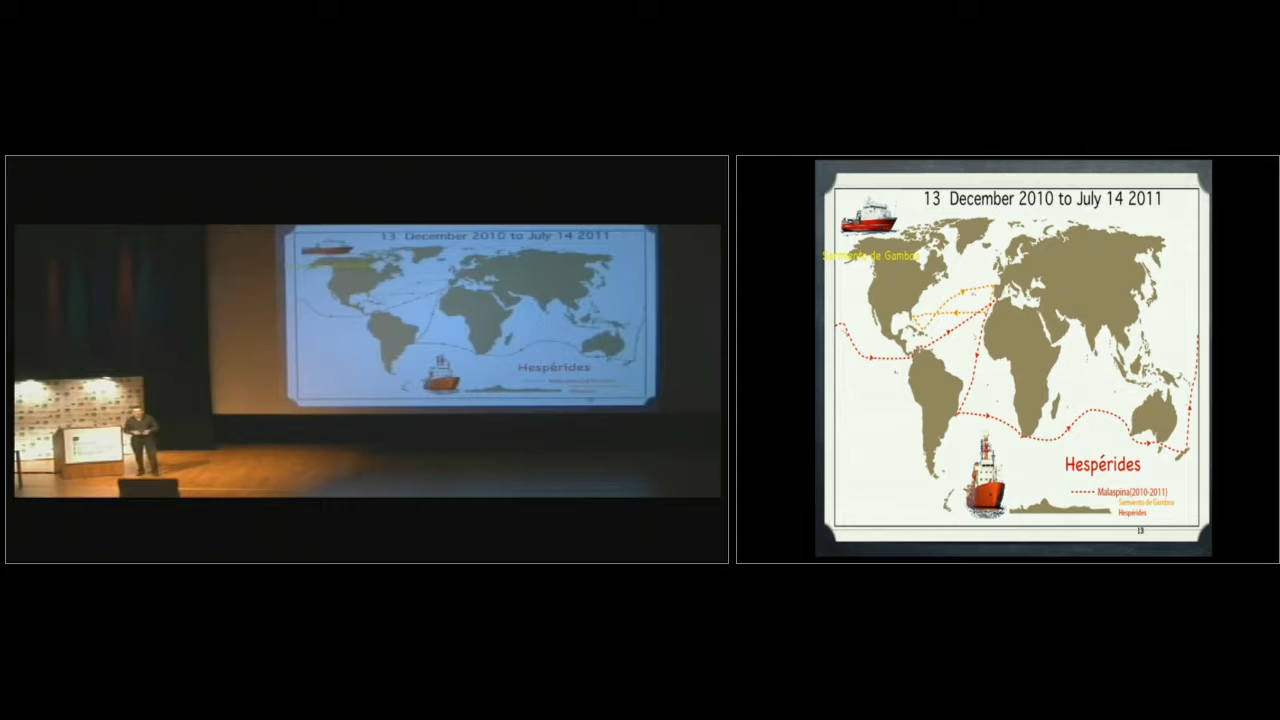 13 December 2010 to July 14 2011
Hespérides
13 December 2010 to July 14 2011
Sarmiento de Gamboa
Hespérides
Malaspina(2010-2011)
Sarmiento de Gamboa
Hespérides
13